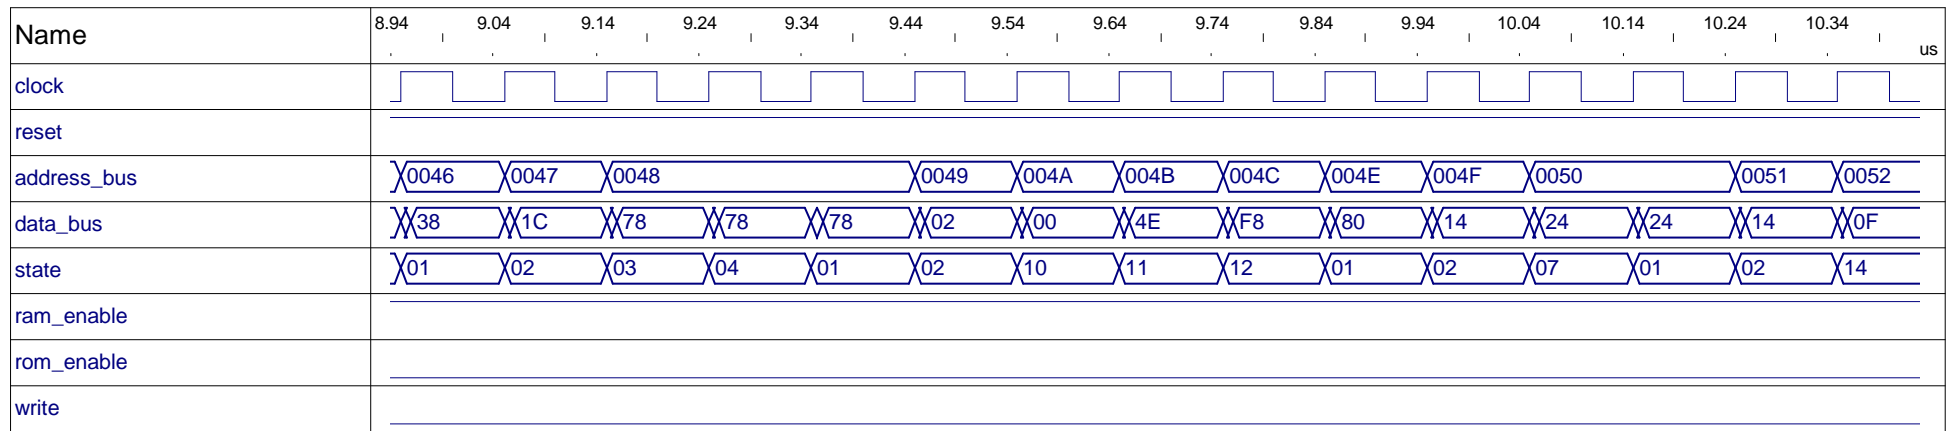 Name 8.94 9.04 9.14 9.24 9.34 9.44 9.54 9.64 9.74 9.84 9.94 10.04 10.14 10.24 10.34 us
clock
reset
address_bus 0046 0047 0048 0049 004A 004B 004C 004E 004F 0050 0051 0052
data_bus 38 1C 78 78 78 02 00 4E F8 80 14 24 24 14 0F
state 01 02 03 04 01 02 10 11 12 01 02 07 01 02 14
ram_enable
rom_enable
write